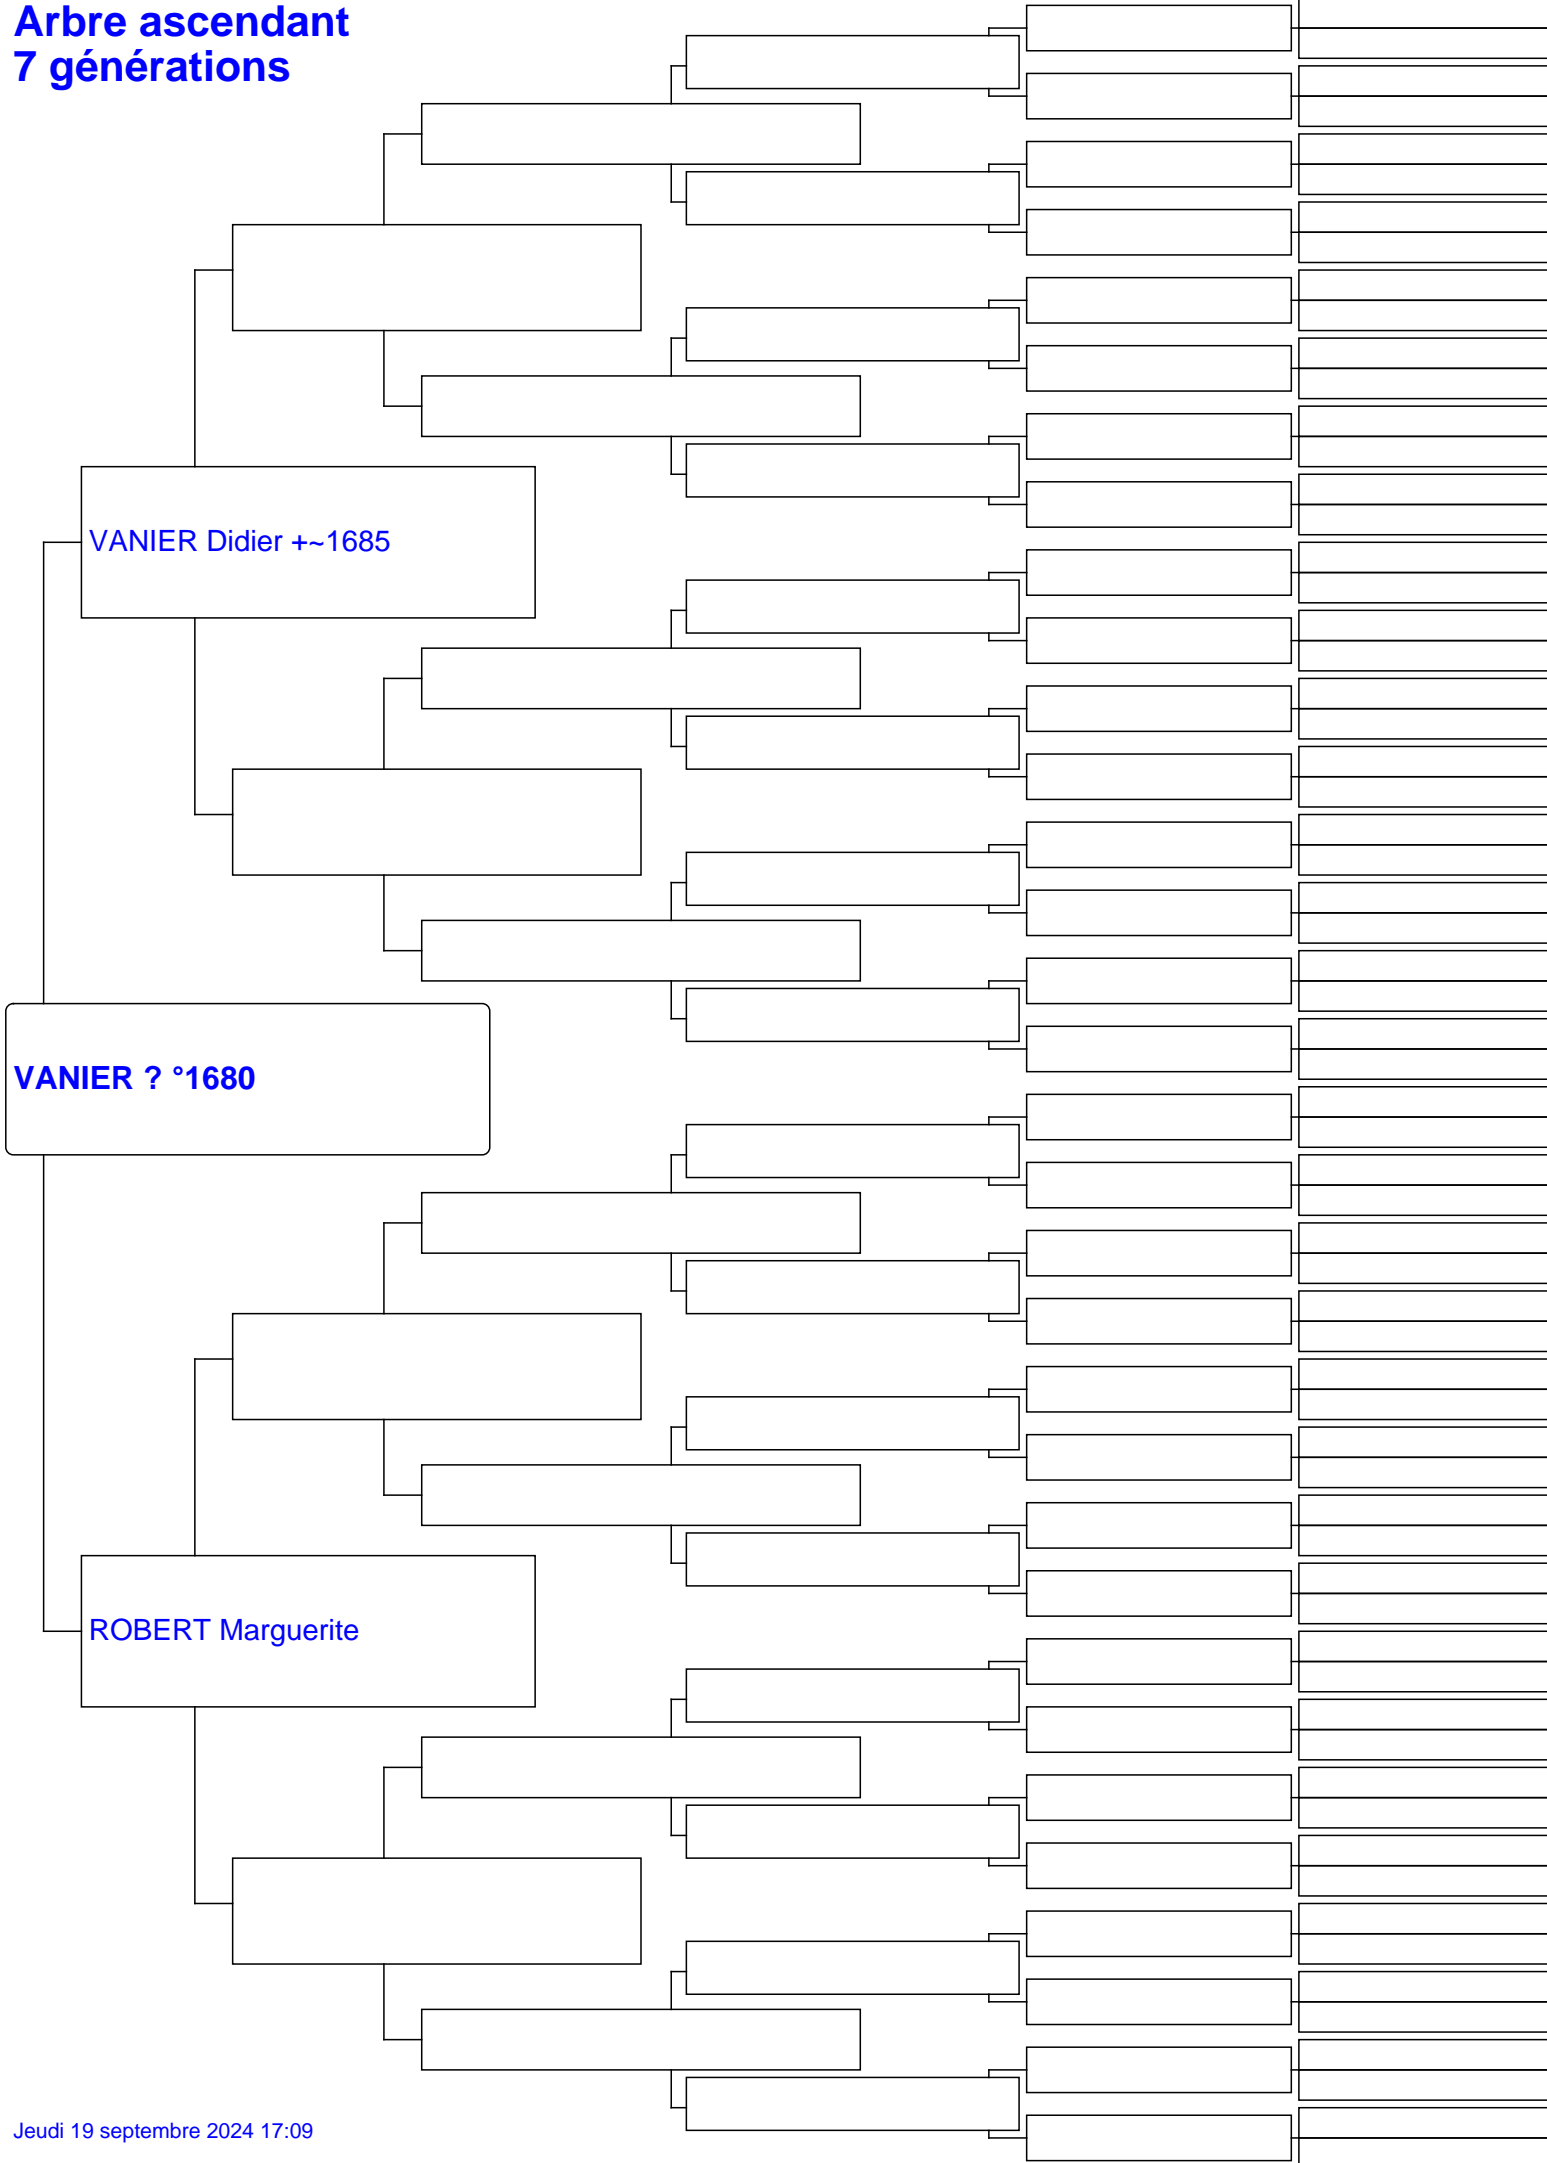 Arbre ascendant
7 générations
VANIER Didier +~1685
VANIER ? °1680
ROBERT Marguerite
Jeudi 19 septembre 2024 17:09